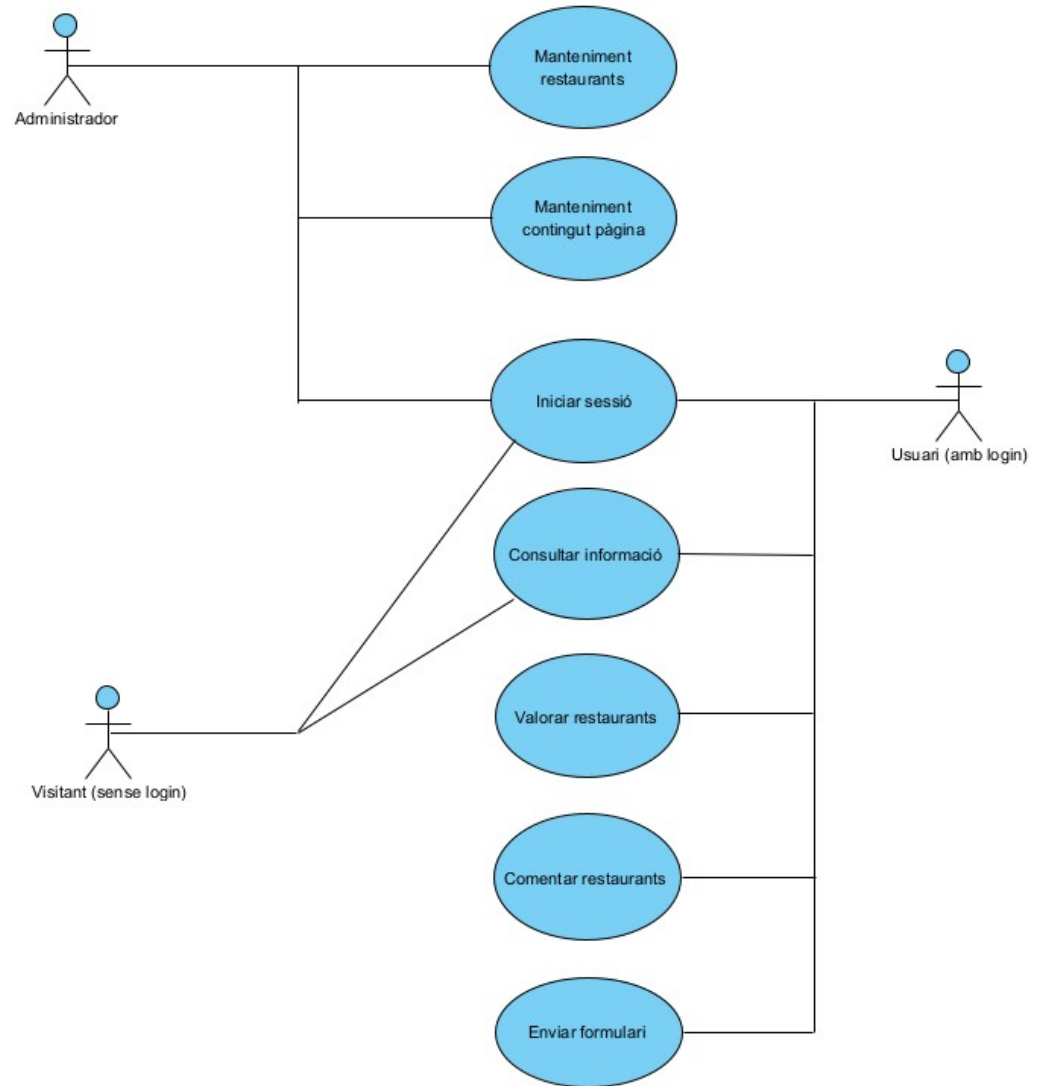 Manteniment
restaurants
Administrador
Manteniment
contingut pàgina
Iniciar sessió
Usuari (amb login)
Consultar informació
Valorar restaurants
Visitant (sense login)
Comentar restaurants
Enviar formulari